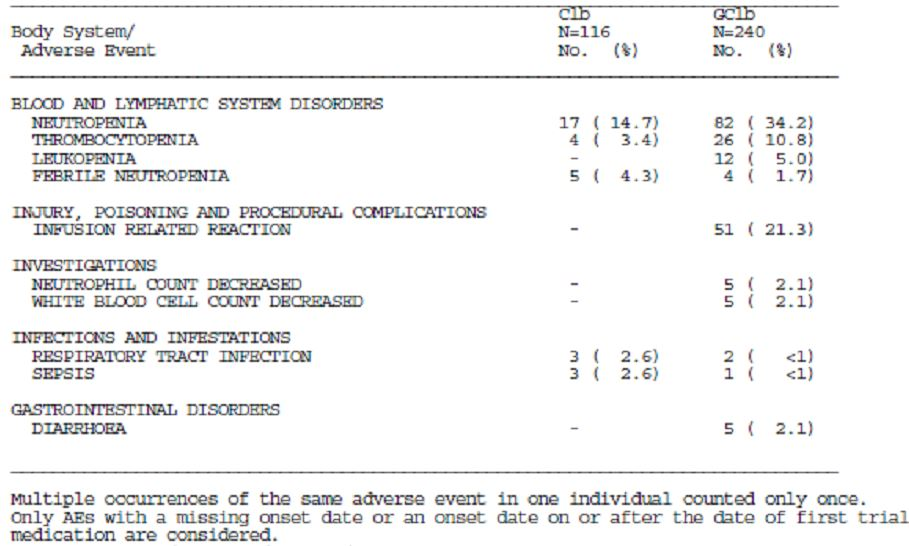 Clb GClb
Body System/ N=116 N=240
Adverse Event No. (%) No. (%)
BLOOD AND LYMPHATIC SYSTEM DISORDERS
NEUTROPENIA 17 ( 14.7) 82 ( 34.2)
THROMBOCYTOPENIA 4 ( 3.4) 26 ( 10.8)
LEUKOPENIA - 12 ( 5.0)
FEBRILE NEUTROPENIA 5 ( 4.3) 4 ( 1.7)
INJURY, POISONING AND PROCEDURAL COMPLICATIONS
INFUSION RELATED REACTION - 51 ( 21.3)
INVESTIGATIONS
NEUTROPHIL COUNT DECREASED - 5 ( 2.1)
WHITE BLOOD CELL COUNT DECREASED - 5 ( 2.1)
INFECTIONS AND INFESTATIONS
RESPIRATORY TRACT INFECTION 3 ( 2.6) 2 ( <1)
SEPSIS 3 ( 2.6) 1 ( <1)
GASTROINTESTINAL DISORDERS
DIARRHOEA - 5 ( 2.1)
Multiple occurrences of the same adverse event in one individual counted only once.
Only AEs with a missing onset date or an onset date on or after the date of first trial
medication are considered.